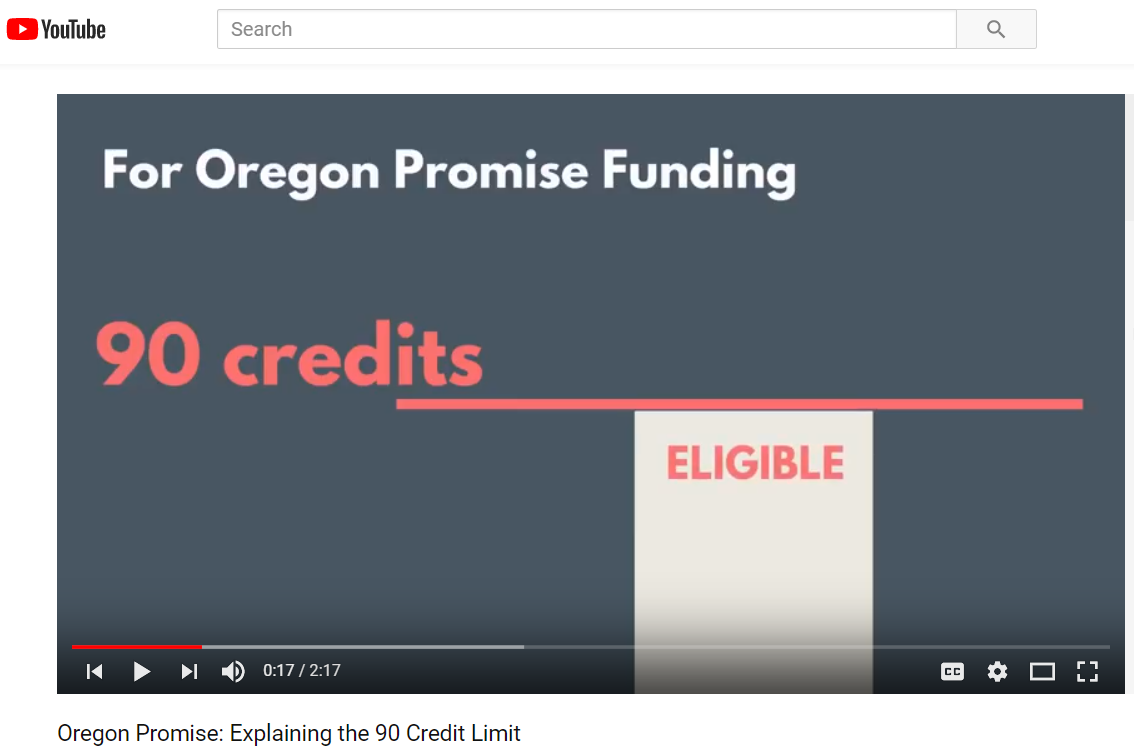 YouTube
Search
For Oregon Promise Funding
90 credits
ELIGIBLE
0:17 / 2:17
CC
Oregon Promise: Explaining the 90 Credit Limit